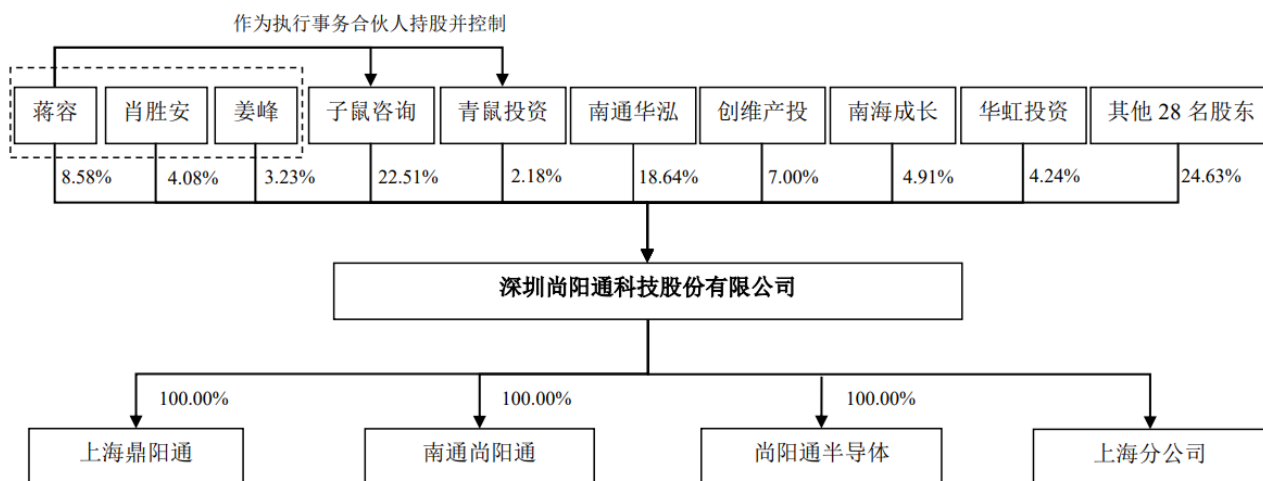 作为执行事务合伙人持股并控制
蒋容
肖胜安
姜峰
子鼠咨询
青鼠投资
南通华泓
创维产投
南海成长
华虹投资
其他 28 名股东
8.58%
4.08%
3.23%
22.51%
2.18%
18.64%
7.00%
4.91%
4.24%
24.63%
深圳尚阳通科技股份有限公司
100.00%
100.00%
100.00%
上海鼎阳通
南通尚阳通
尚阳通半导体
上海分公司